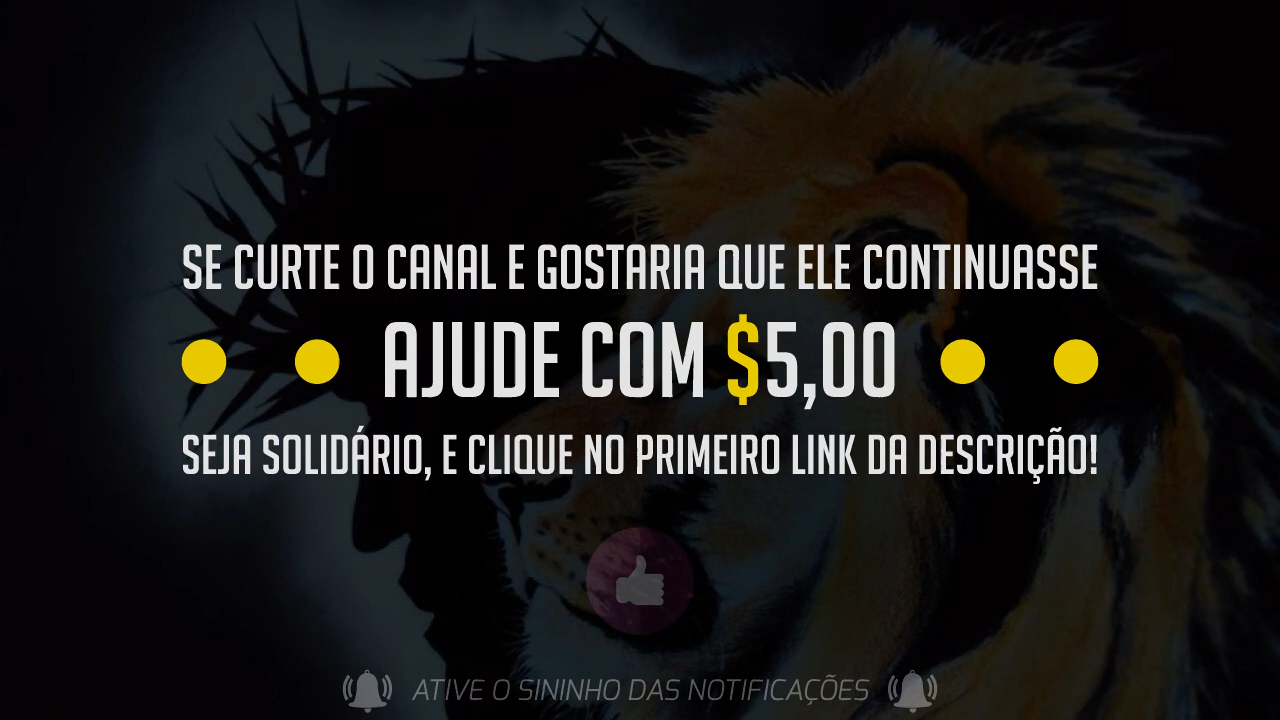 SE CURTE O CANAL E GOSTARIA QUE ELE CONTINUASSE
AJUDE COM $5,00
SEJA SOLIDÁRIO, E CLIQUE NO PRIMEIRO LINK DA DESCRIÇÃO!
ATIVE O SININHO DAS NOTIFICAÇÕES